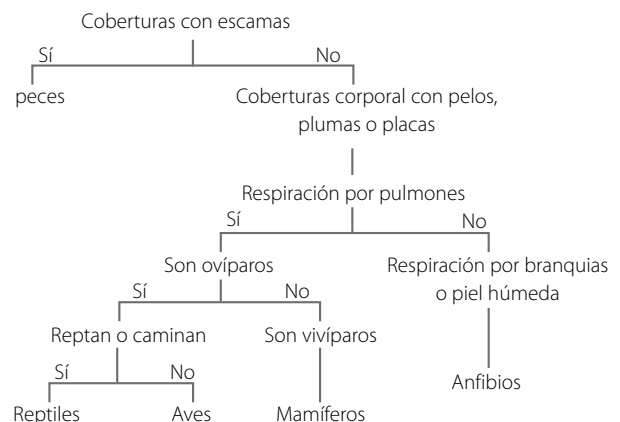 Coberturas con escamas
Sí
No
peces
Coberturas corporal con pelos,
plumas o placas
Respiración por pulmones
Sí
No
Son ovíparos
Respiración por branquias
o piel húmeda
Sí
No
Reptan o caminan
Son vivíparos
Sí
No
Anfibios
Reptiles
Aves
Mamíferos